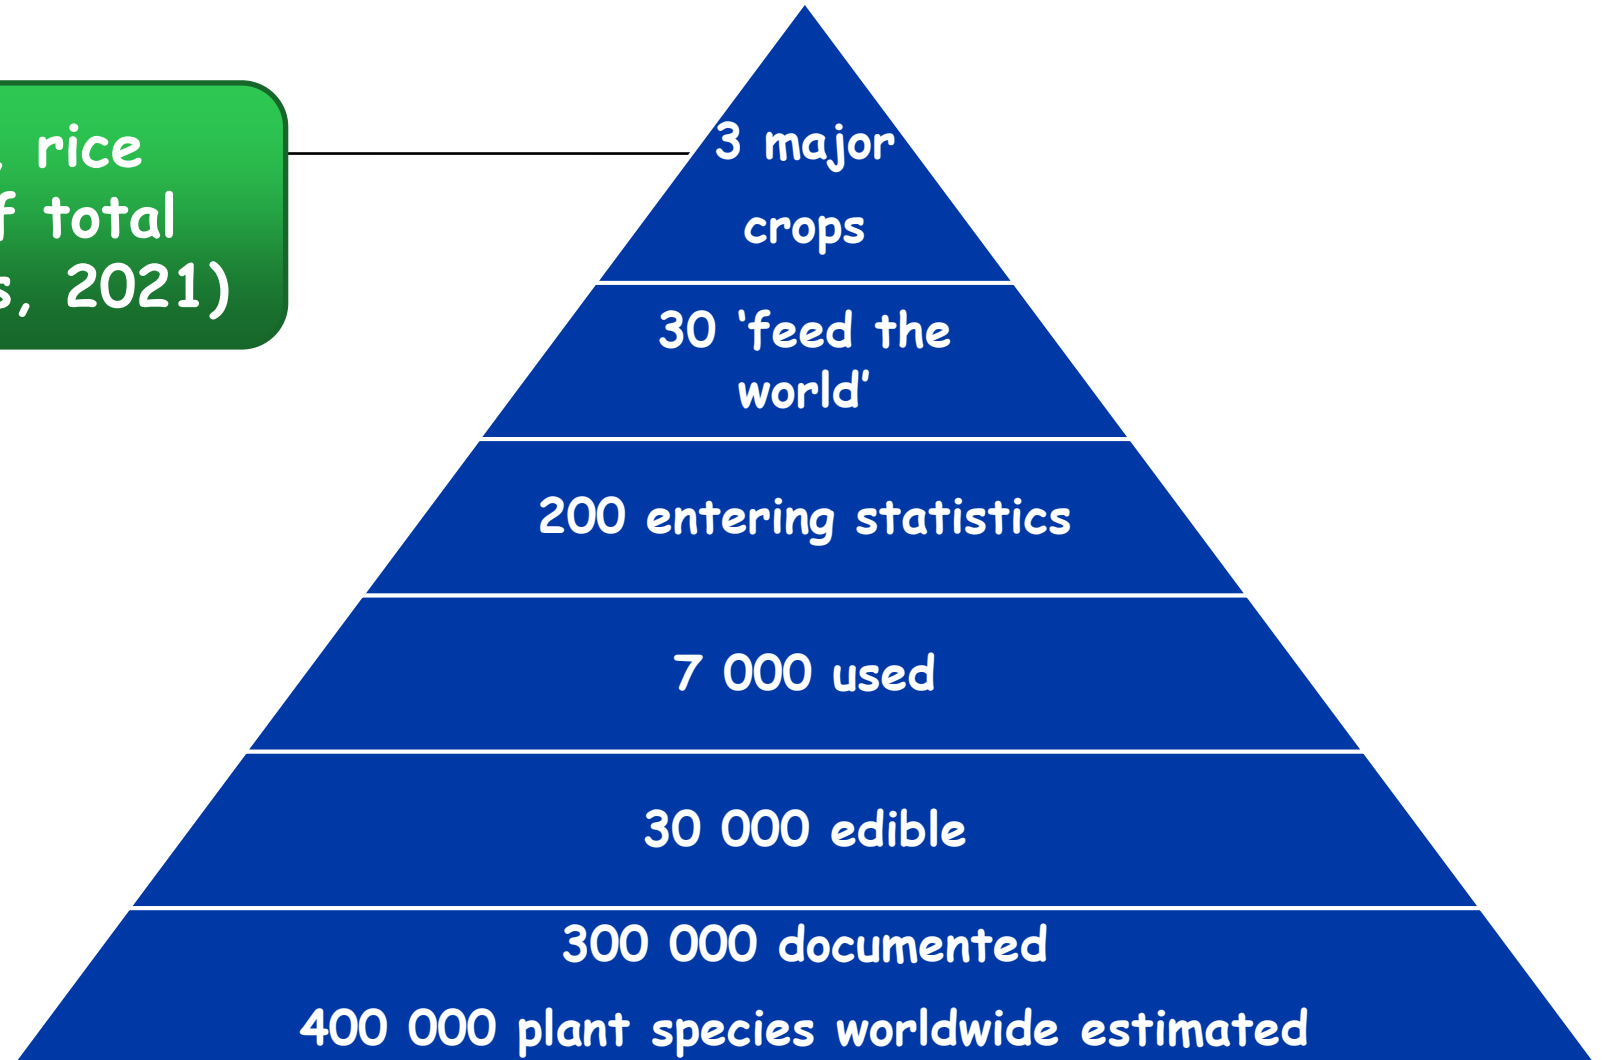 , rice
f total
s, 2021)
3 major
crops
30 ‘feed the
world’
200 entering statistics
7 000 used
30 000 edible
300 000 documented
400 000 plant species worldwide estimated